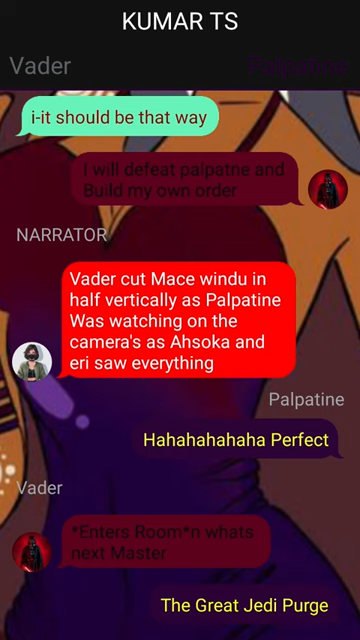 KUMAR TS
Vader
Palpatine
i-it should be that way
I will defeat palpatne and
Build my own order
NARRATOR
Vader cut Mace windu in
half vertically as Palpatine
Was watching on the
camera's as Ahsoka and
eri saw everything
Palpatine
Hahahahahaha Perfect
Vader
*Enters Room*n whats
next Master
The Great Jedi Purge